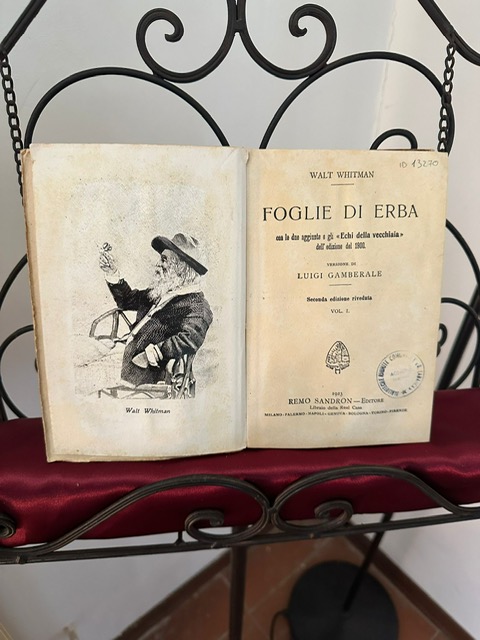 Walt Whitman
ID 13270
WALT WHITMAN
FOGLIE DI ERBA
con le due aggiunte e gli «Echi della vecchiaia»
dell'edizione del 1900.
VERSIONE DI
LUIGI GAMBERALE
Seconda edizione riveduta
VOL. I.
1923
REMO SANDRON — EDITORE
Libraio della Real Casa
MILANO-PALERMO-NAPOLI-GENOVA-BOLOGNA-TORINO-FIRENZE